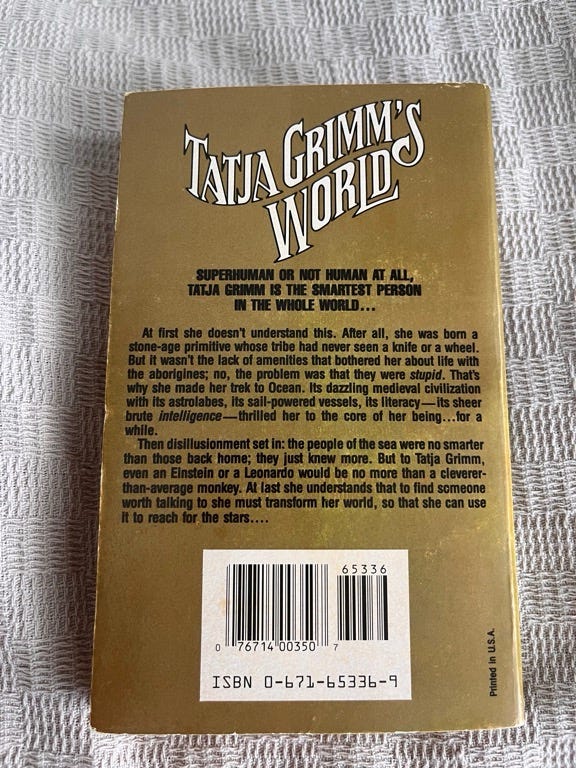 TATJA GRIMM'S
WORLD
SUPERHUMAN OR NOT HUMAN AT ALL,
TATJA GRIMM IS THE SMARTEST PERSON
IN THE WHOLE WORLD...
At first she doesn't understand this. After all, she was born a
stone-age primitive whose tribe had never seen a knife or a wheel.
But it wasn't the lack of amenities that bothered her about life with
the aborigines; no, the problem was that they were stupid. That's
why she made her trek to Ocean. Its dazzling medieval civilization
with its astrolabes, its sail-powered vessels, its literacy—its sheer
brute intelligence—thrilled her to the core of her being...for a
while.
Then disillusionment set in: the people of the sea were no smarter
than those back home; they just knew more. But to Tatja Grimm,
even an Einstein or a Leonardo would be no more than a cleverer-
than-average monkey. At last she understands that to find someone
worth talking to she must transform her world, so that she can use
it to reach for the stars....
65336
0 76714 00350 7
ISBN 0-671-65336-9
Printed in U.S.A.